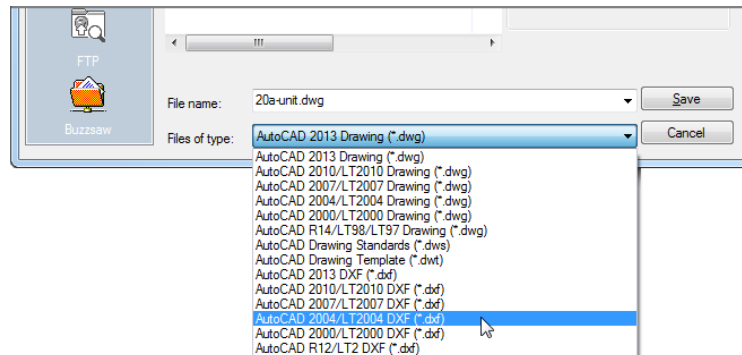 FTP
Buzzsaw
File name: 20a-unit.dwg Save
Files of type: AutoCAD 2013 Drawing (*.dwg) Cancel
AutoCAD 2013 Drawing (*.dwg)
AutoCAD 2010/LT2010 Drawing (*.dwg)
AutoCAD 2007/LT2007 Drawing (*.dwg)
AutoCAD 2004/LT2004 Drawing (*.dwg)
AutoCAD 2000/LT2000 Drawing (*.dwg)
AutoCAD R14/LT98/LT97 Drawing (*.dwg)
AutoCAD Drawing Standards (*.dws)
AutoCAD Drawing Template (*.dwt)
AutoCAD 2013 DXF (*.dxf)
AutoCAD 2010/LT2010 DXF (*.dxf)
AutoCAD 2007/LT2007 DXF (*.dxf)
AutoCAD 2004/LT2004 DXF (*.dxf)
AutoCAD 2000/LT2000 DXF (*.dxf)
AutoCAD R12/LT2 DXF (*.dxf)